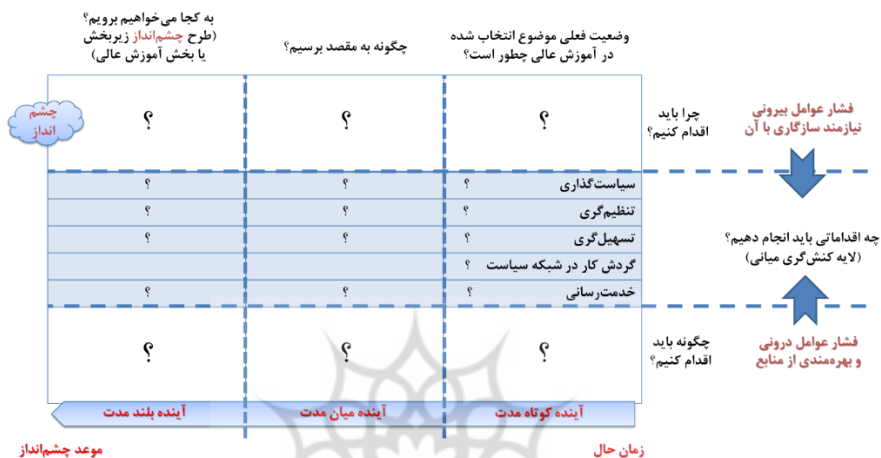 وضعیت فعلی موضوع انتخاب شده
در آموزش عالی چطور است؟
چگونه به مقصد برسیم؟
به کجا می‌خواهیم برویم؟
(طرح چشم‌انداز زیربخش
یا بخش آموزش عالی)
فشار عوامل بیرونی
نیازمند سازگاری با آن
چرا باید
اقدام کنیم؟
؟ ؟ ؟
چشم
انداز
چه اقداماتی باید انجام دهیم؟
(لایه کنش‌گری میانی)
سیاست‌گذاری ؟ ؟ ؟
تنظیم‌گری ؟ ؟ ؟
تسهیل‌گری ؟ ؟ ؟
گردش کار در شبکه سیاست ؟
خدمت‌رسانی ؟ ؟ ؟
فشار عوامل درونی
و بهره‌مندی از منابع
چگونه باید
اقدام کنیم؟
؟ ؟ ؟
آینده کوتاه مدت آینده میان مدت آینده بلند مدت
زمان حال موعد چشم‌انداز